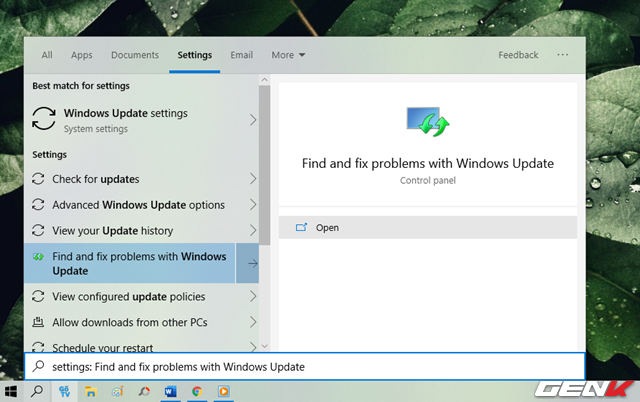 All Apps Documents Settings Email More Feedback ...
Best match for settings
Windows Update settings
System settings
Settings
Check for updates
Advanced Windows Update options
View your Update history
Find and fix problems with Windows
Update
View configured update policies
Allow downloads from other PCs
Schedule your restart
Find and fix problems with Windows Update
Control panel
Open
settings: Find and fix problems with Windows Update
GENK